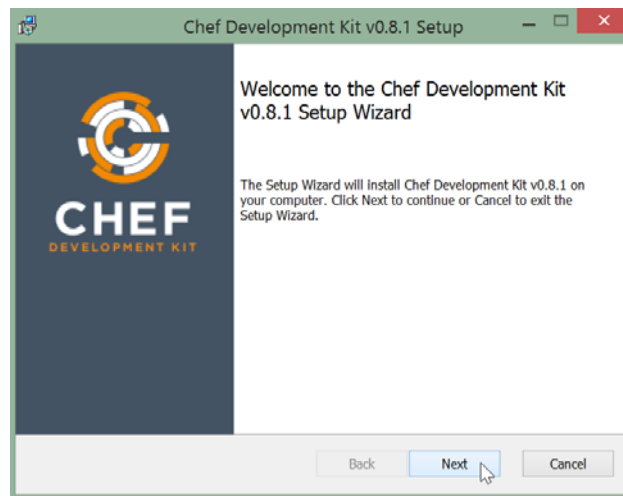 Chef Development Kit v0.8.1 Setup
Welcome to the Chef Development Kit
v0.8.1 Setup Wizard
The Setup Wizard will install Chef Development Kit v0.8.1 on
your computer. Click Next to continue or Cancel to exit the
Setup Wizard.
CHEF
DEVELOPMENT KIT
Back Next Cancel